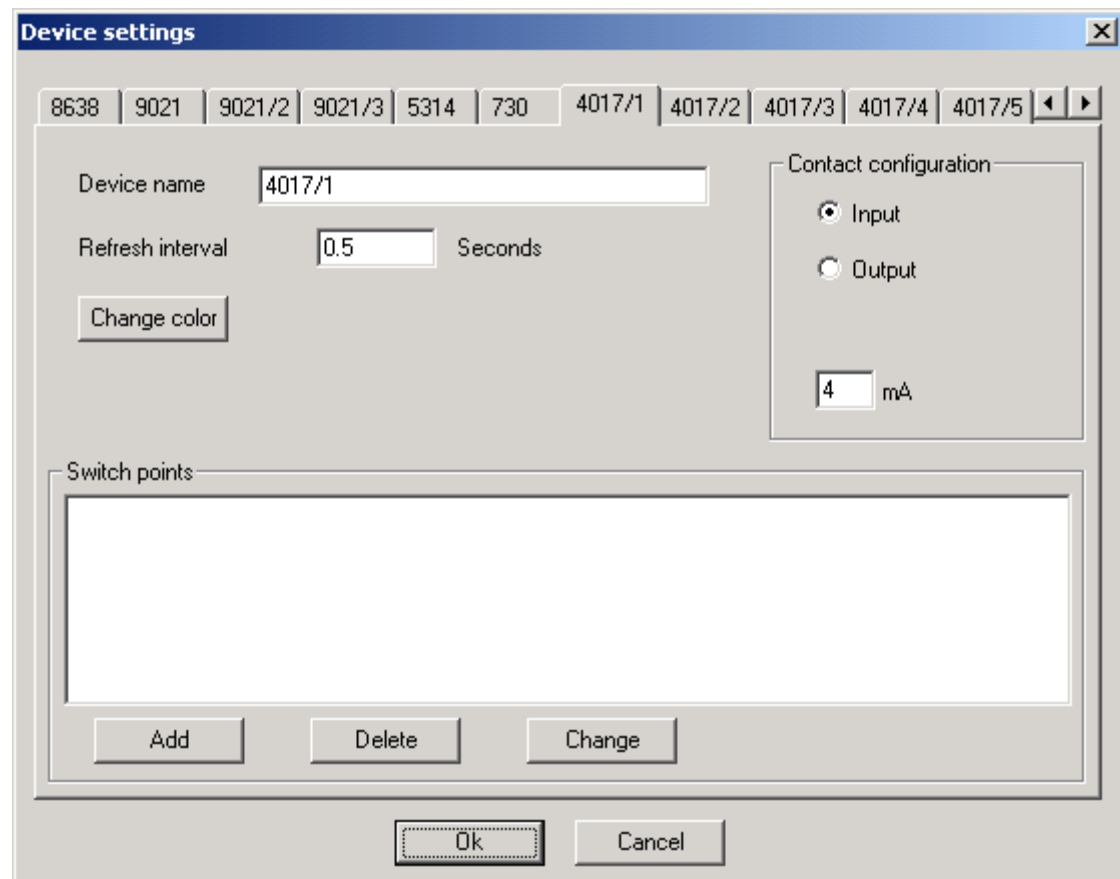 Device settings
8638 9021 9021/2 9021/3 5314 730 4017/1 4017/2 4017/3 4017/4 4017/5
Contact configuration
Device name 4017/1
Input
Refresh interval 0.5 Seconds
Output
Change color
4 mA
Switch points
Add Delete Change
Ok Cancel